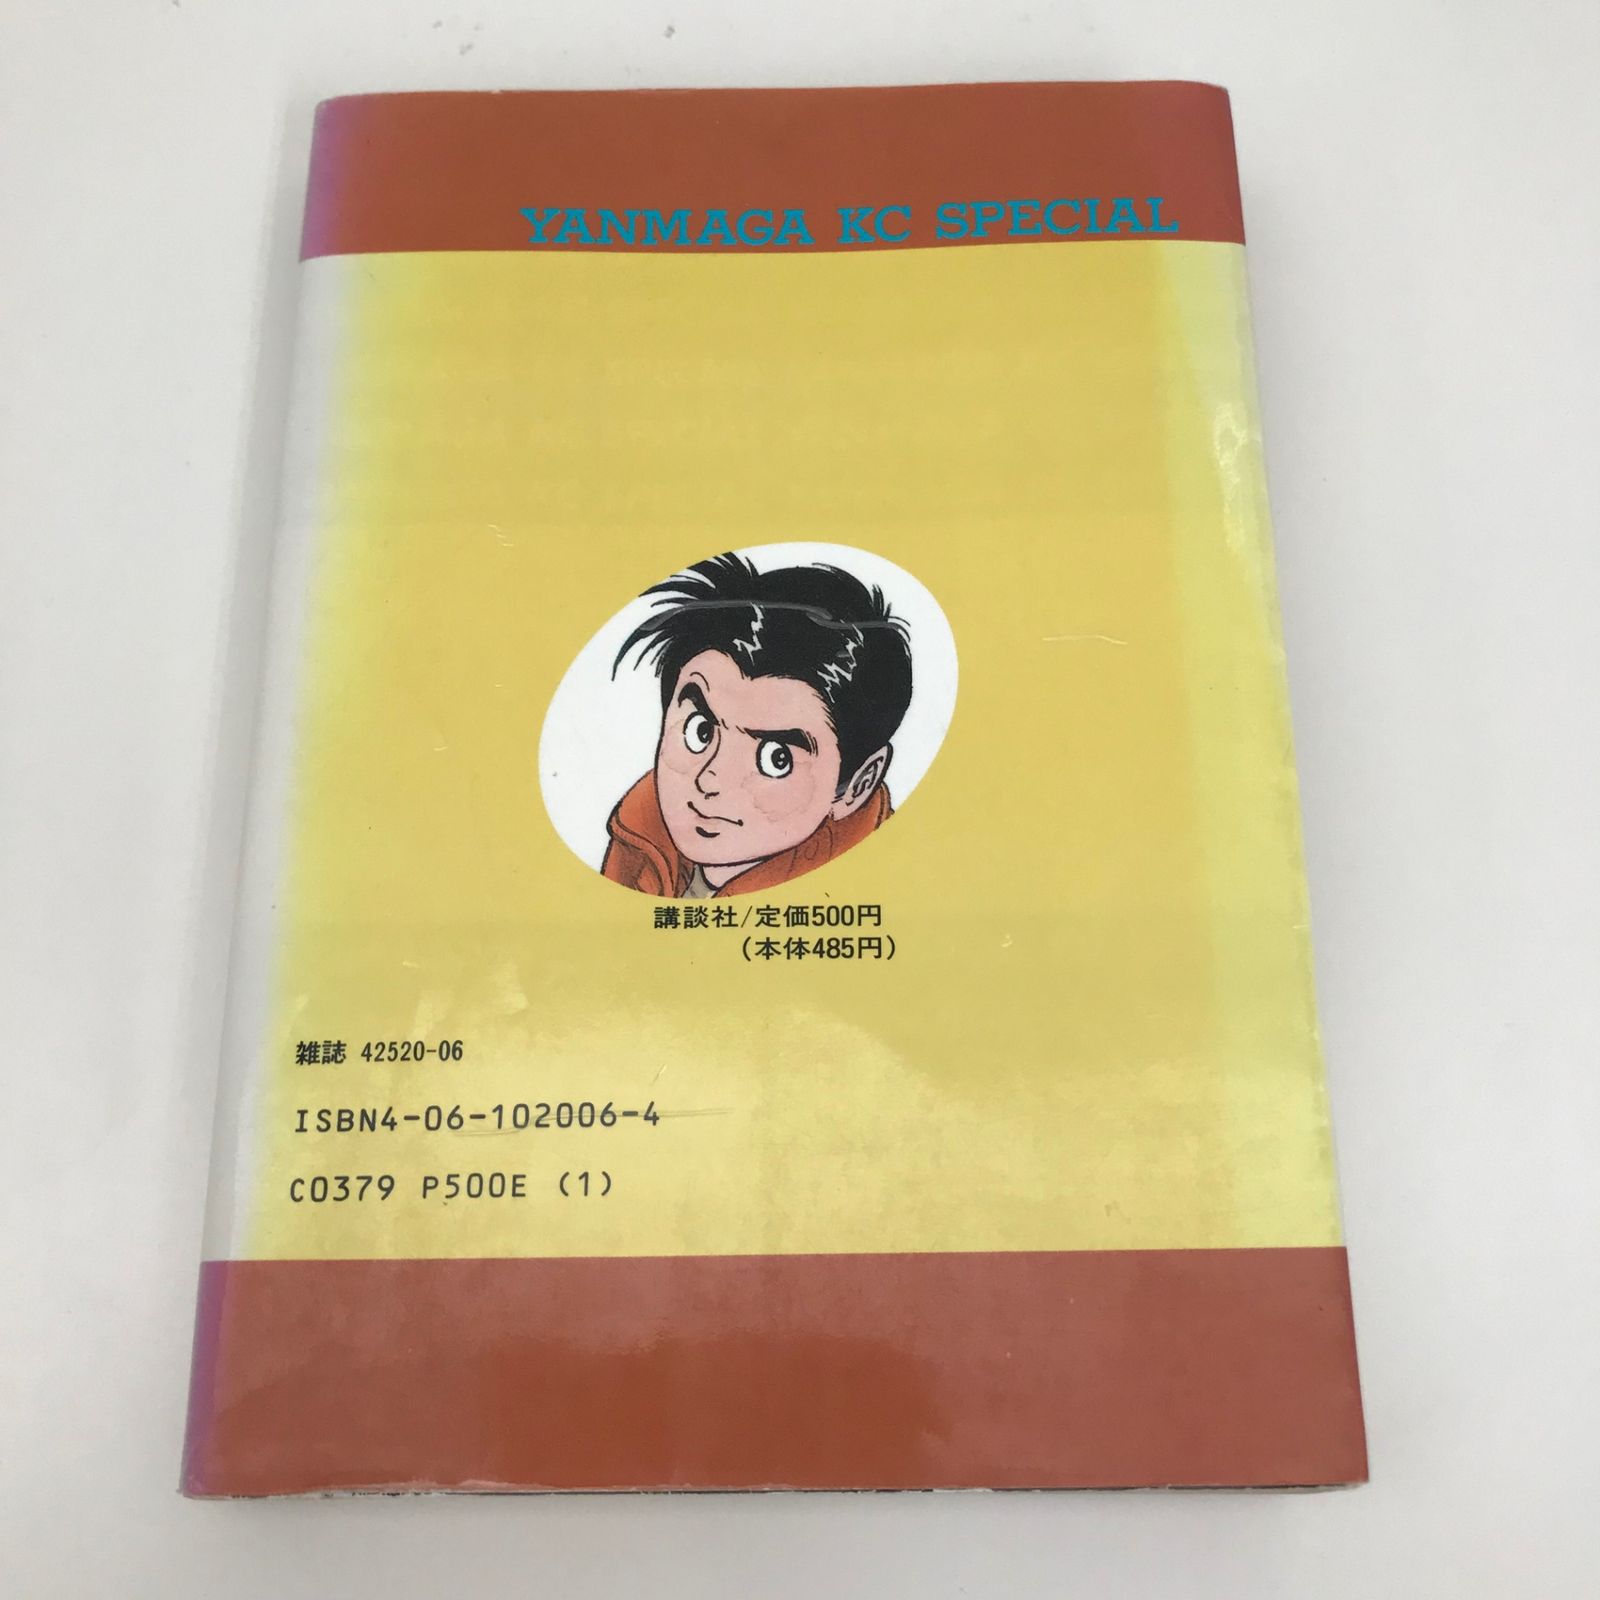 YANMAGA KC SPECIAL
講談社/定価500円
(本体485円)
雑誌 42520-06
ISBN4-06-102006-4
C0379 P500E (1)